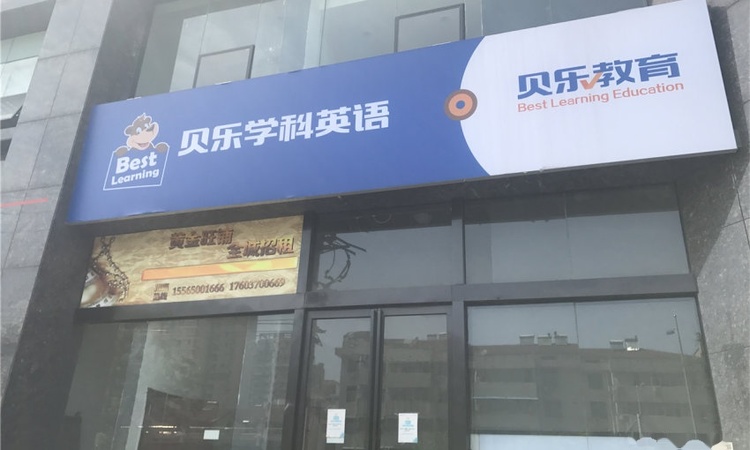 Best
Learning
贝乐学科英语
贝乐教育
Best Learning Education
黄金旺铺
全诚招租
15565001666 17603700669